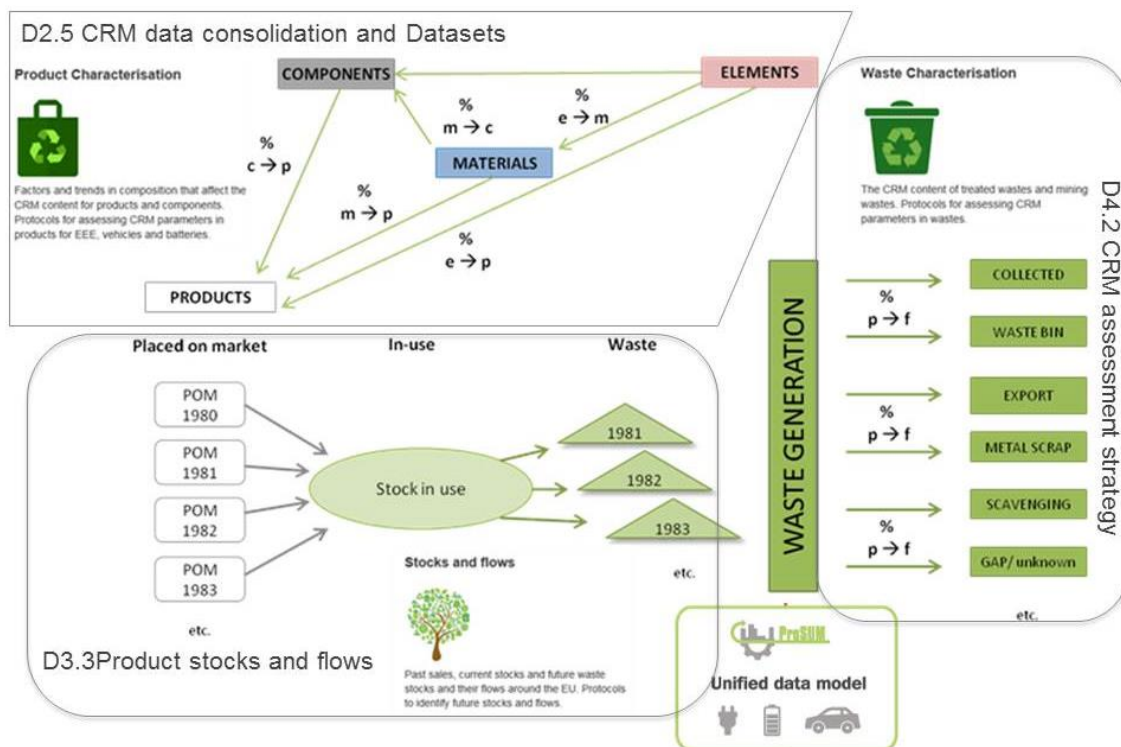 D2.5 CRM data consolidation and Datasets
Product Characterisation
COMPONENTS
ELEMENTS
%
m → c
%
e → m
%
c → p
MATERIALS
Factors and trends in composition that affect the
CRM content for products and components.
Protocols for assessing CRM parameters in
products for EEE, vehicles and batteries.
%
m → p
%
e → p
PRODUCTS
Waste Characterisation
The CRM content of treated wastes and mining
wastes. Protocols for assessing CRM
parameters in wastes.
D4.2 CRM assessment strategy
WASTE GENERATION
%
p → f
%
p → f
%
p → f
COLLECTED
WASTE BIN
EXPORT
METAL SCRAP
SCAVENGING
GAP/ unknown
etc.
Placed on market
In-use
Waste
POM
1980
POM
1981
POM
1982
POM
1983
etc.
Stock in use
1981
1982
1983
etc.
Stocks and flows
Past sales, current stocks and future waste
stocks and their flows around the EU. Protocols
to identify future stocks and flows.
D3.3Product stocks and flows
ProSUM
Unified data model